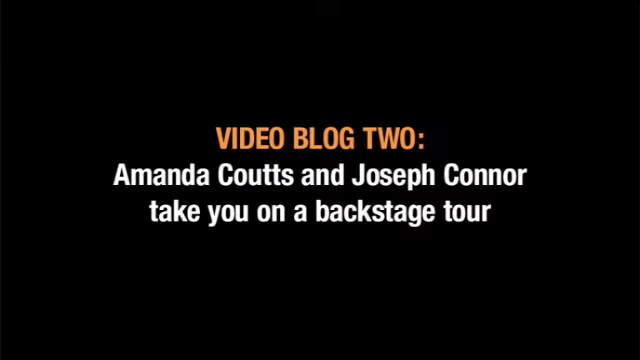 VIDEO BLOG TWO:
Amanda Coutts and Joseph Connor
take you on a backstage tour